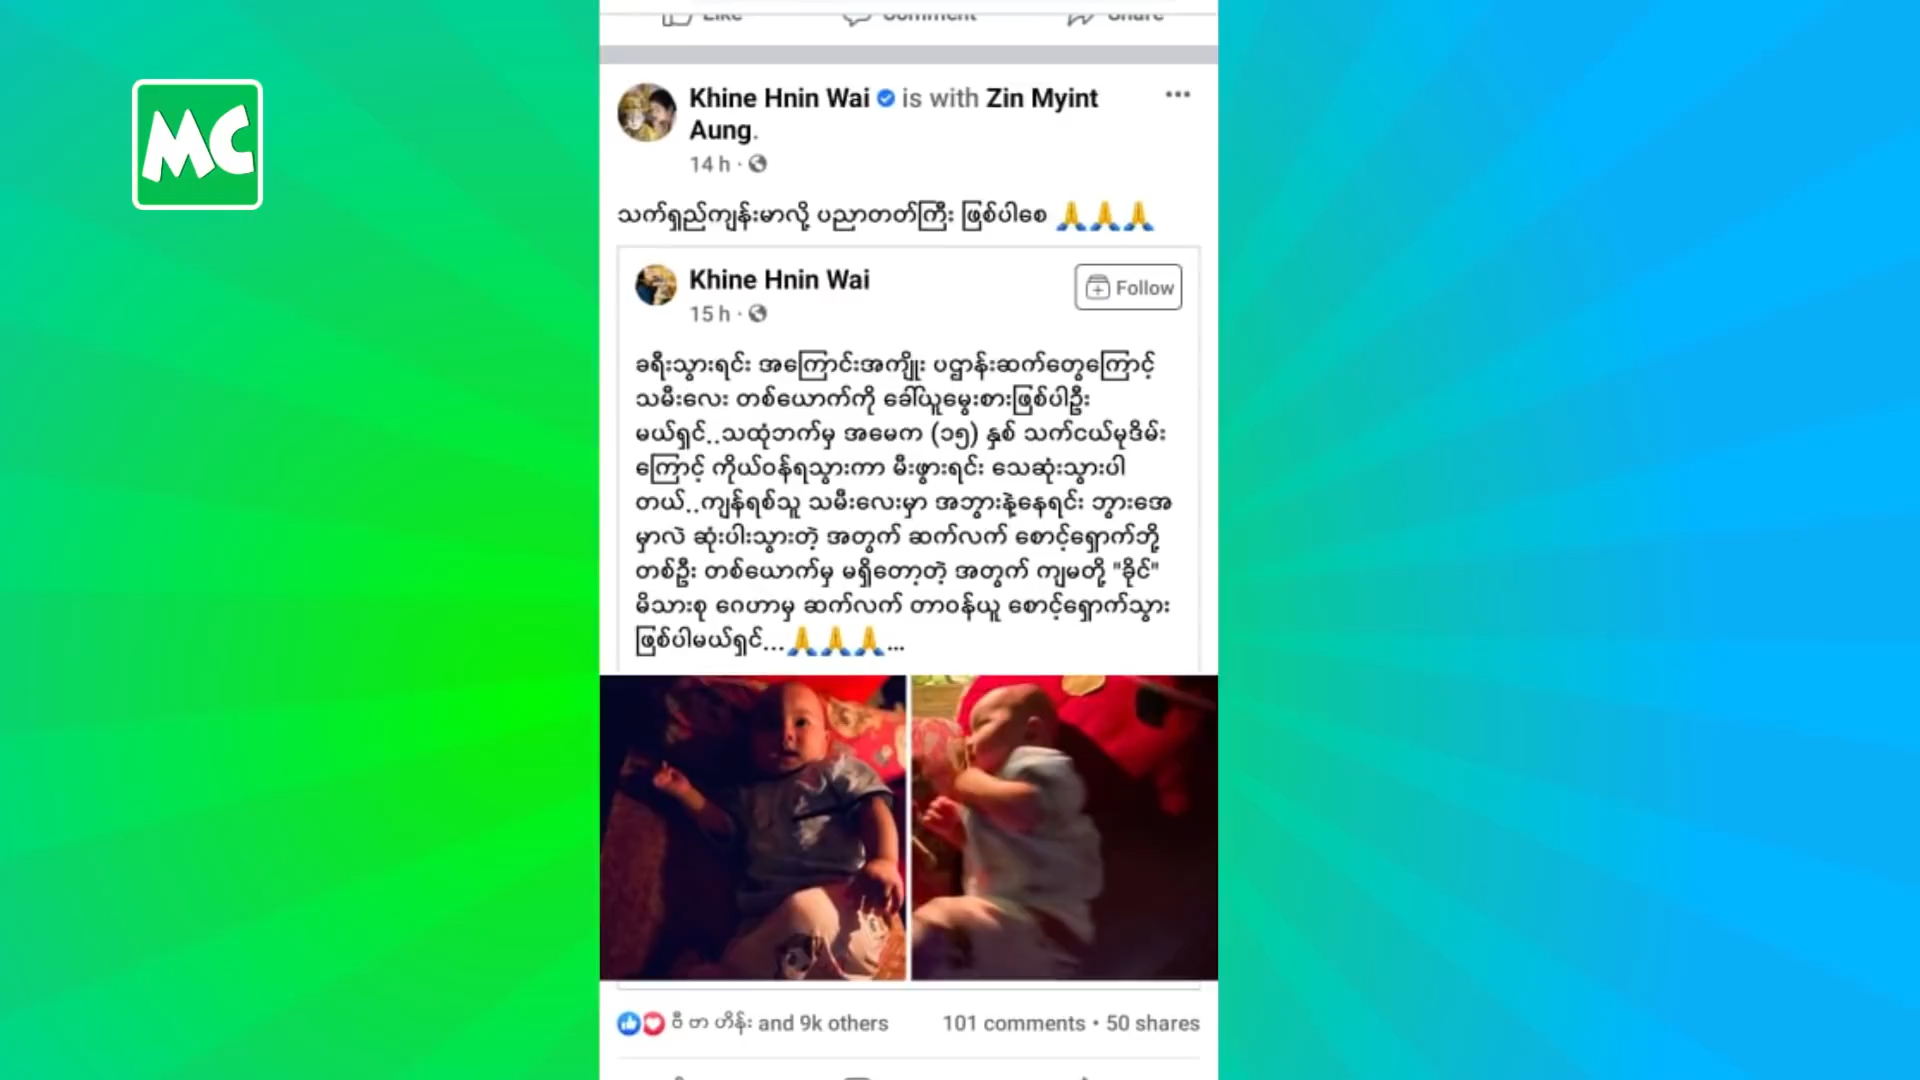 Like Comment Share
MC
Khine Hnin Wai is with Zin Myint
Aung.
14 h ·
သက်ရှည်ကျန်းမာလို့ ပညာတတ်ကြီး ဖြစ်ပါစေ 🙏🙏🙏
Khine Hnin Wai
Follow
15 h ·
ခရီးသွားရင်း အကြောင်းအကျိုး ပဌာန်းဆက်တွေကြောင့်
သမီးလေး တစ်ယောက်ကို ခေါ်ယူမွေးစားဖြစ်ပါဦး
မယ်ရှင်..သထုံဘက်မှ အမေက (၁၅) နှစ် သက်ငယ်မုဒိမ်း
ကြောင့် ကိုယ်ဝန်ရသွားကာ မီးဖွားရင်း သေဆုံးသွားပါ
တယ်..ကျန်ရစ်သူ သမီးလေးမှာ အဘွားနဲ့နေရင်း ဘွားအေ
မှာလဲ ဆုံးပါးသွားတဲ့ အတွက် ဆက်လက် စောင့်ရှောက်ဘို့
တစ်ဦး တစ်ယောက်မှ မရှိတော့တဲ့ အတွက် ကျမတို့ "ခိုင်"
မိသားစု ဂေဟာမှ ဆက်လက် တာဝန်ယူ စောင့်ရှောက်သွား
ဖြစ်ပါမယ်ရှင်...🙏🙏🙏...
ဗီ ဗာ ဟိန်း and 9k others
101 comments • 50 shares